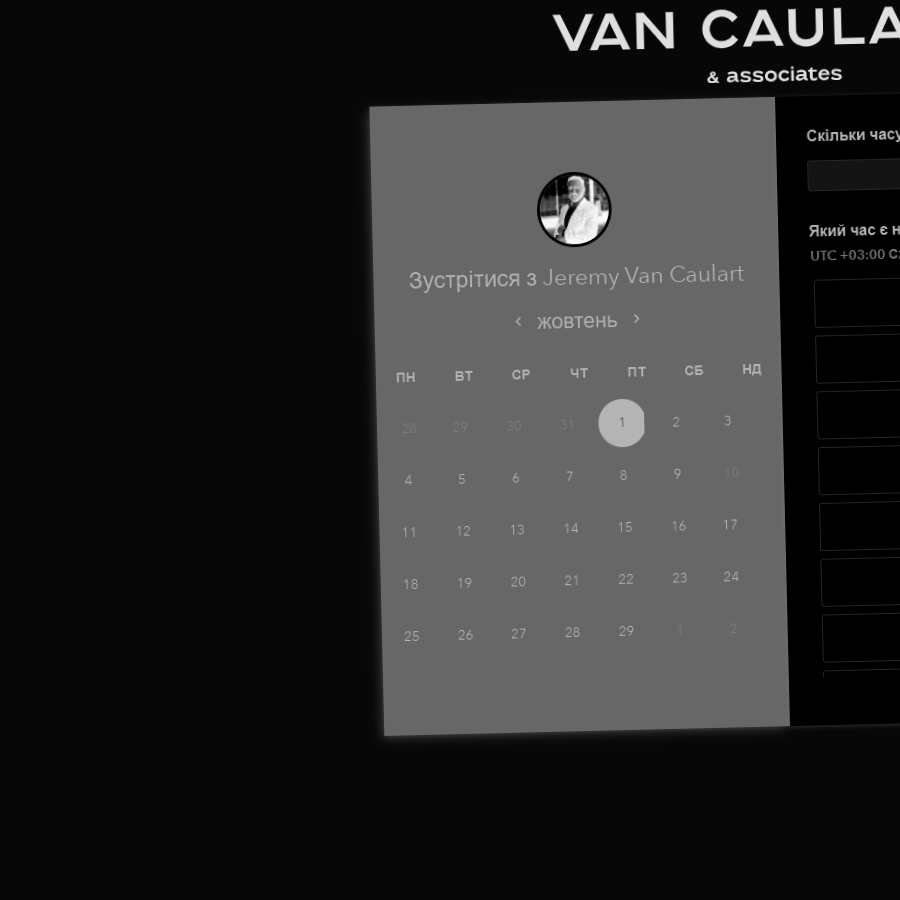 VAN CAULA
& associates
Зустрітися з Jeremy Van Caulart
жовтень
ПН ВТ СР ЧТ ПТ СБ НД
28 29 30 31 1 2 3
4 5 6 7 8 9 10
11 12 13 14 15 16 17
18 19 20 21 22 23 24
25 26 27 28 29 1 2
Скільки часу
Який час є н
UTC +03:00